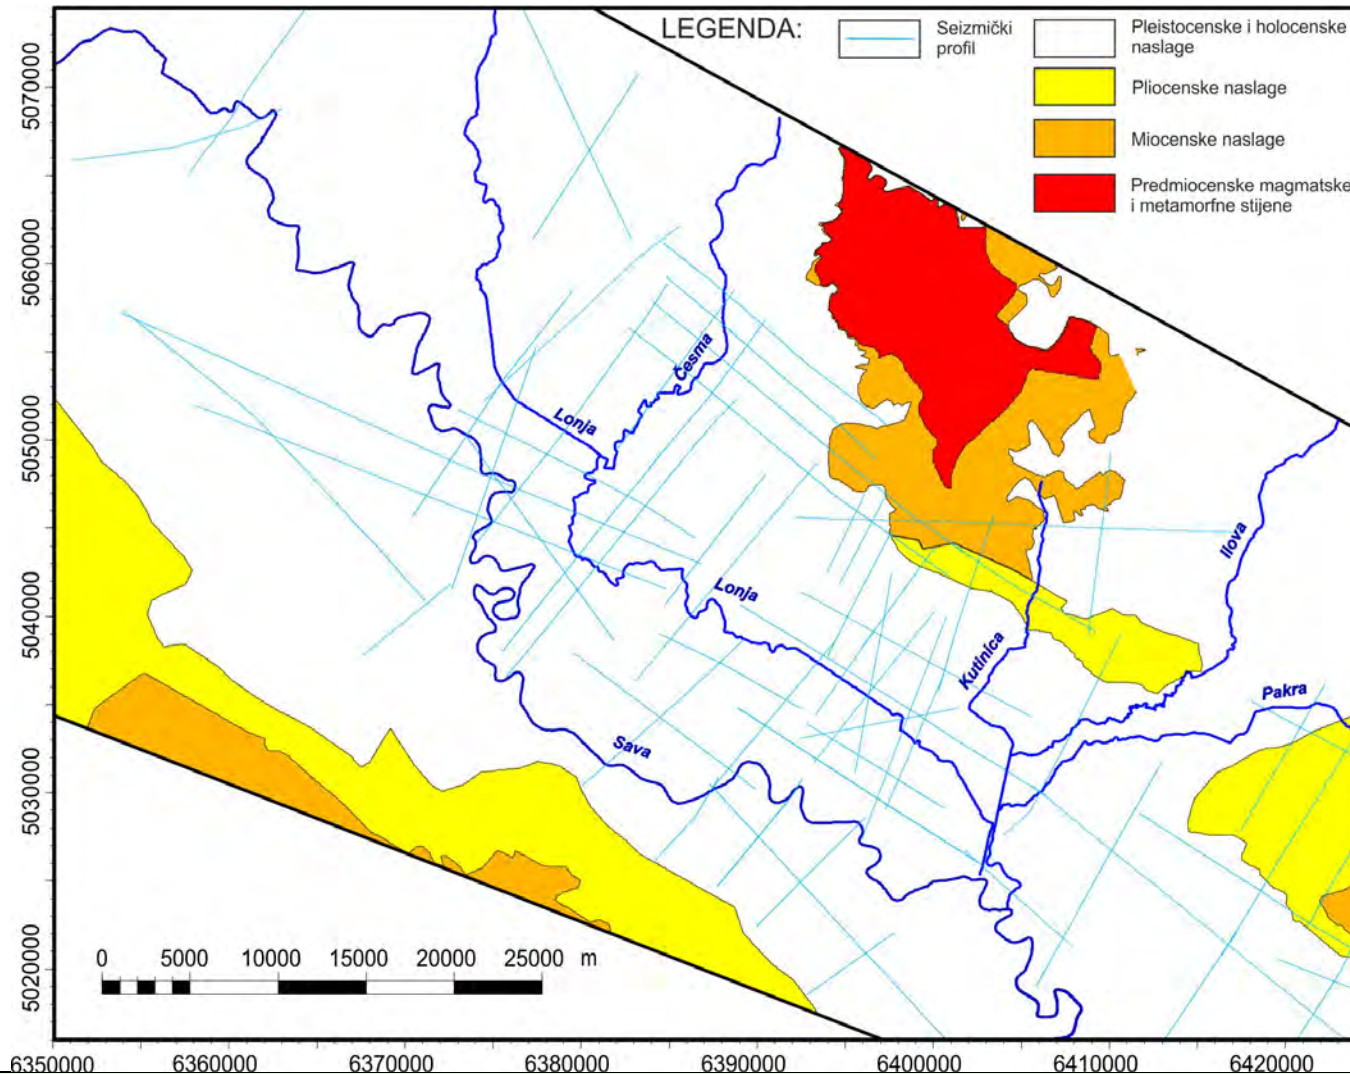 LEGENDA:
Seizmički
profil
Pleistocenske i holocenske
naslage
Pliocenske naslage
Miocenske naslage
Predmiocenske magmatske
i metamorfne stijene
5070000
5060000
5050000
5040000
5030000
5020000
Česma
Lonja
Lonja
Ilova
Kutinica
Pakra
Sava
0 5000 10000 15000 20000 25000 m
6350000 6360000 6370000 6380000 6390000 6400000 6410000 6420000